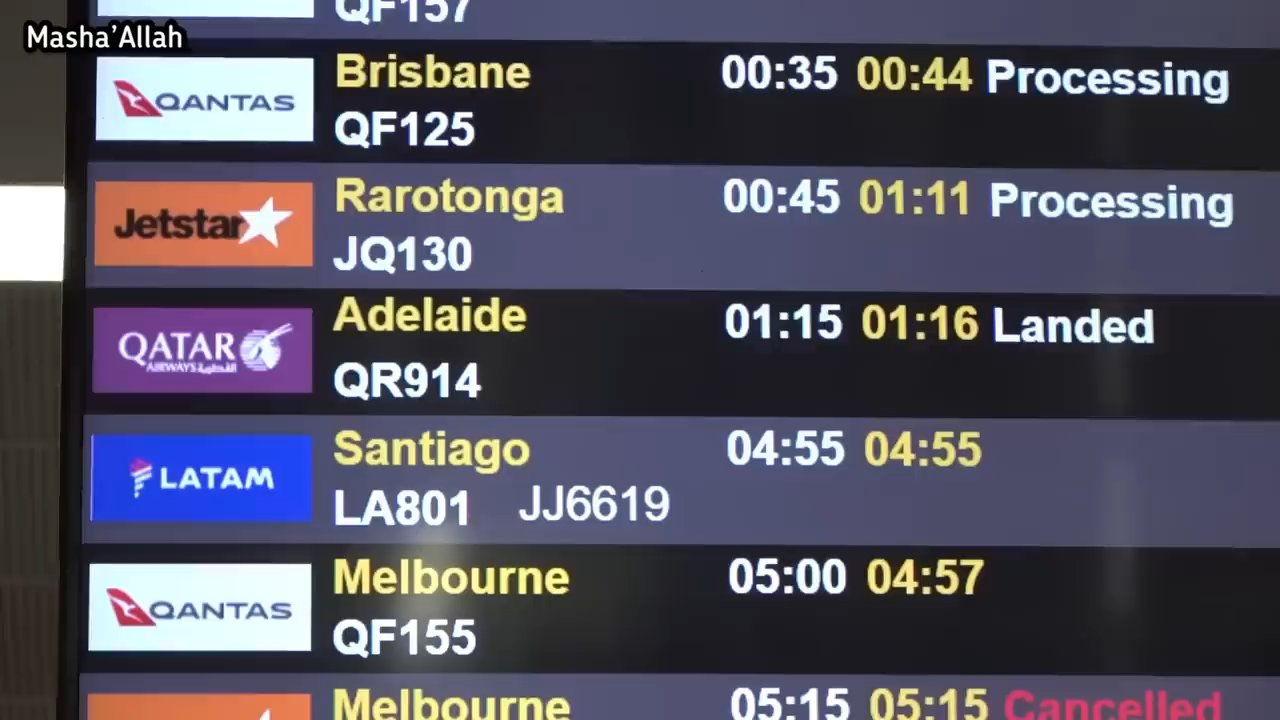 Masha'Allah
QF157
QANTAS Brisbane 00:35 00:44 Processing
QF125
Jetstar Rarotonga 00:45 01:11 Processing
JQ130
QATAR Adelaide 01:15 01:16 Landed
AIRWAYS القطرية
QR914
LATAM Santiago 04:55 04:55
LA801 JJ6619
QANTAS Melbourne 05:00 04:57
QF155
Melbourne 05:15 05:15 Cancelled